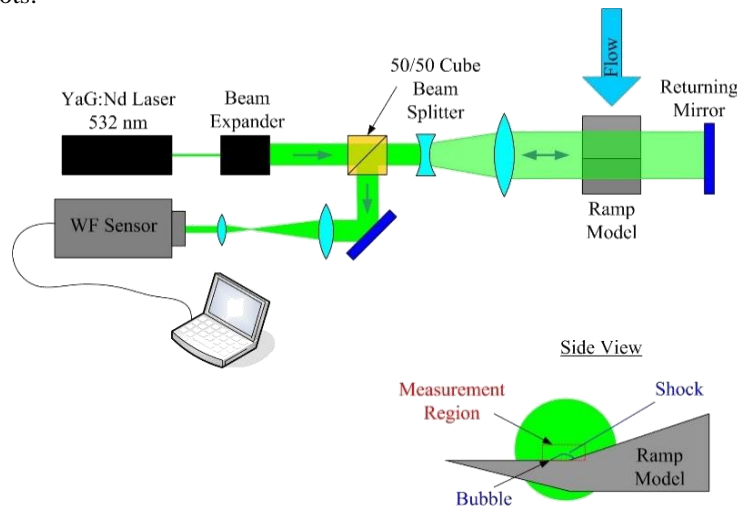 ots.
50/50 Cube
Beam
Splitter
Flow
Returning
Mirror
YaG:Nd Laser
532 nm
Beam
Expander
WF Sensor
Ramp
Model
Side View
Measurement
Region
Shock
Ramp
Model
Bubble